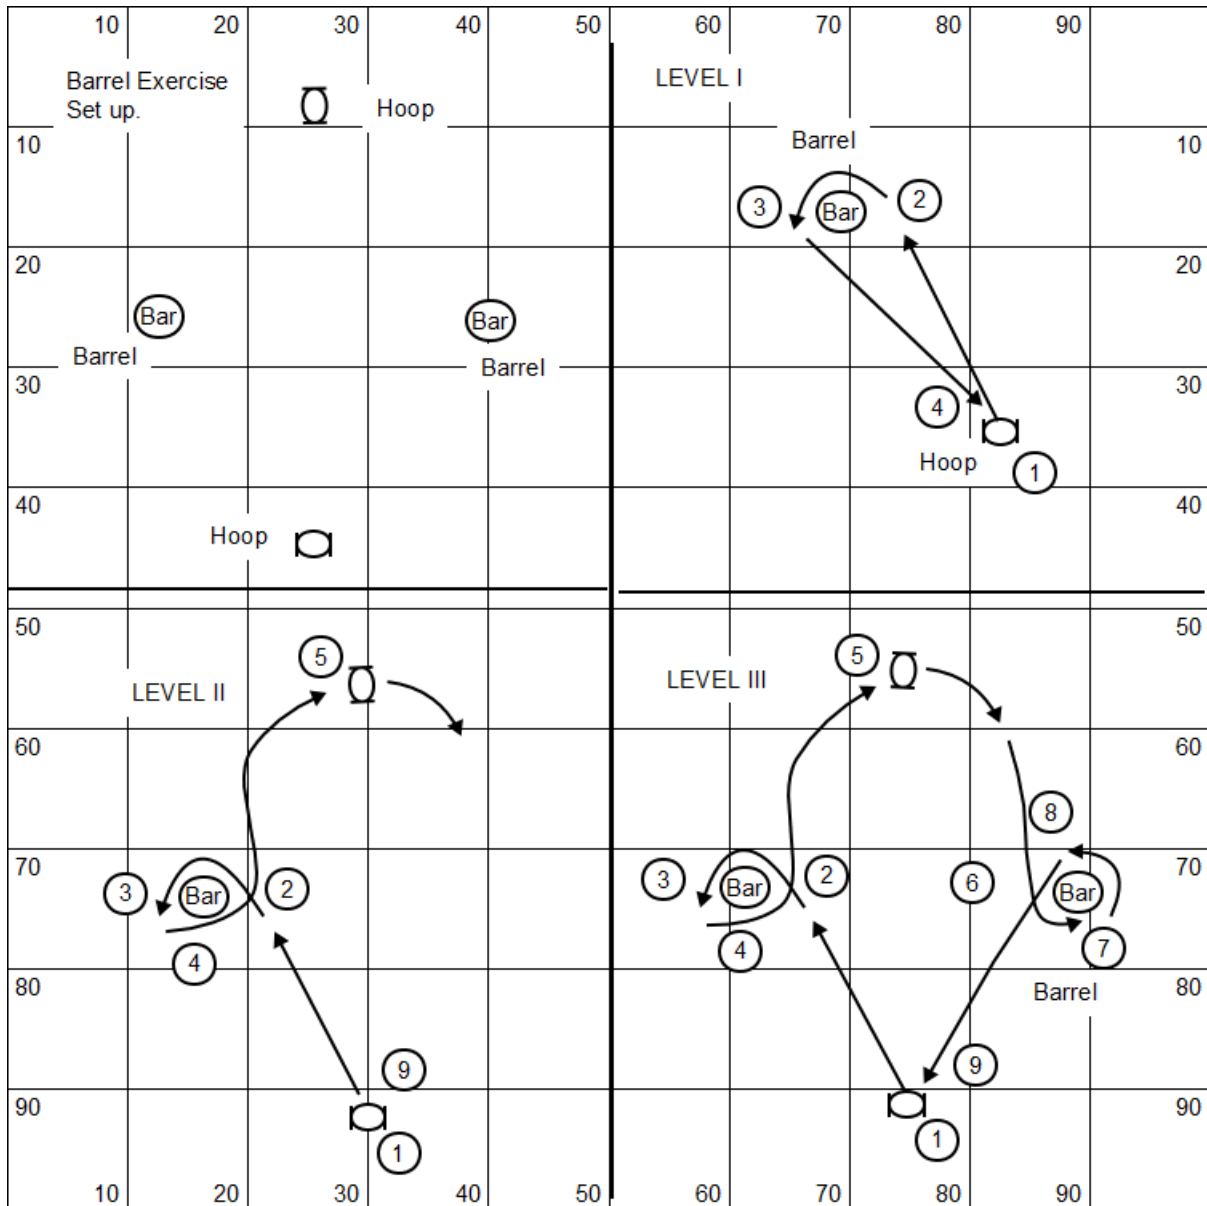 10 20 30 40 50 60 70 80 90
Barrel Exercise
Set up.
Hoop
LEVEL I
10 10
Barrel
3 Bar 2
20 20
Bar Bar
Barrel Barrel
30 30
4
Hoop 1
40 40
Hoop
50 50
5 5
LEVEL II LEVEL III
60 60
8
70 70
3 Bar 2 3 Bar 2 6 Bar
4 4 7
80 80
Barrel
9 9
90 90
1 1
10 20 30 40 50 60 70 80 90